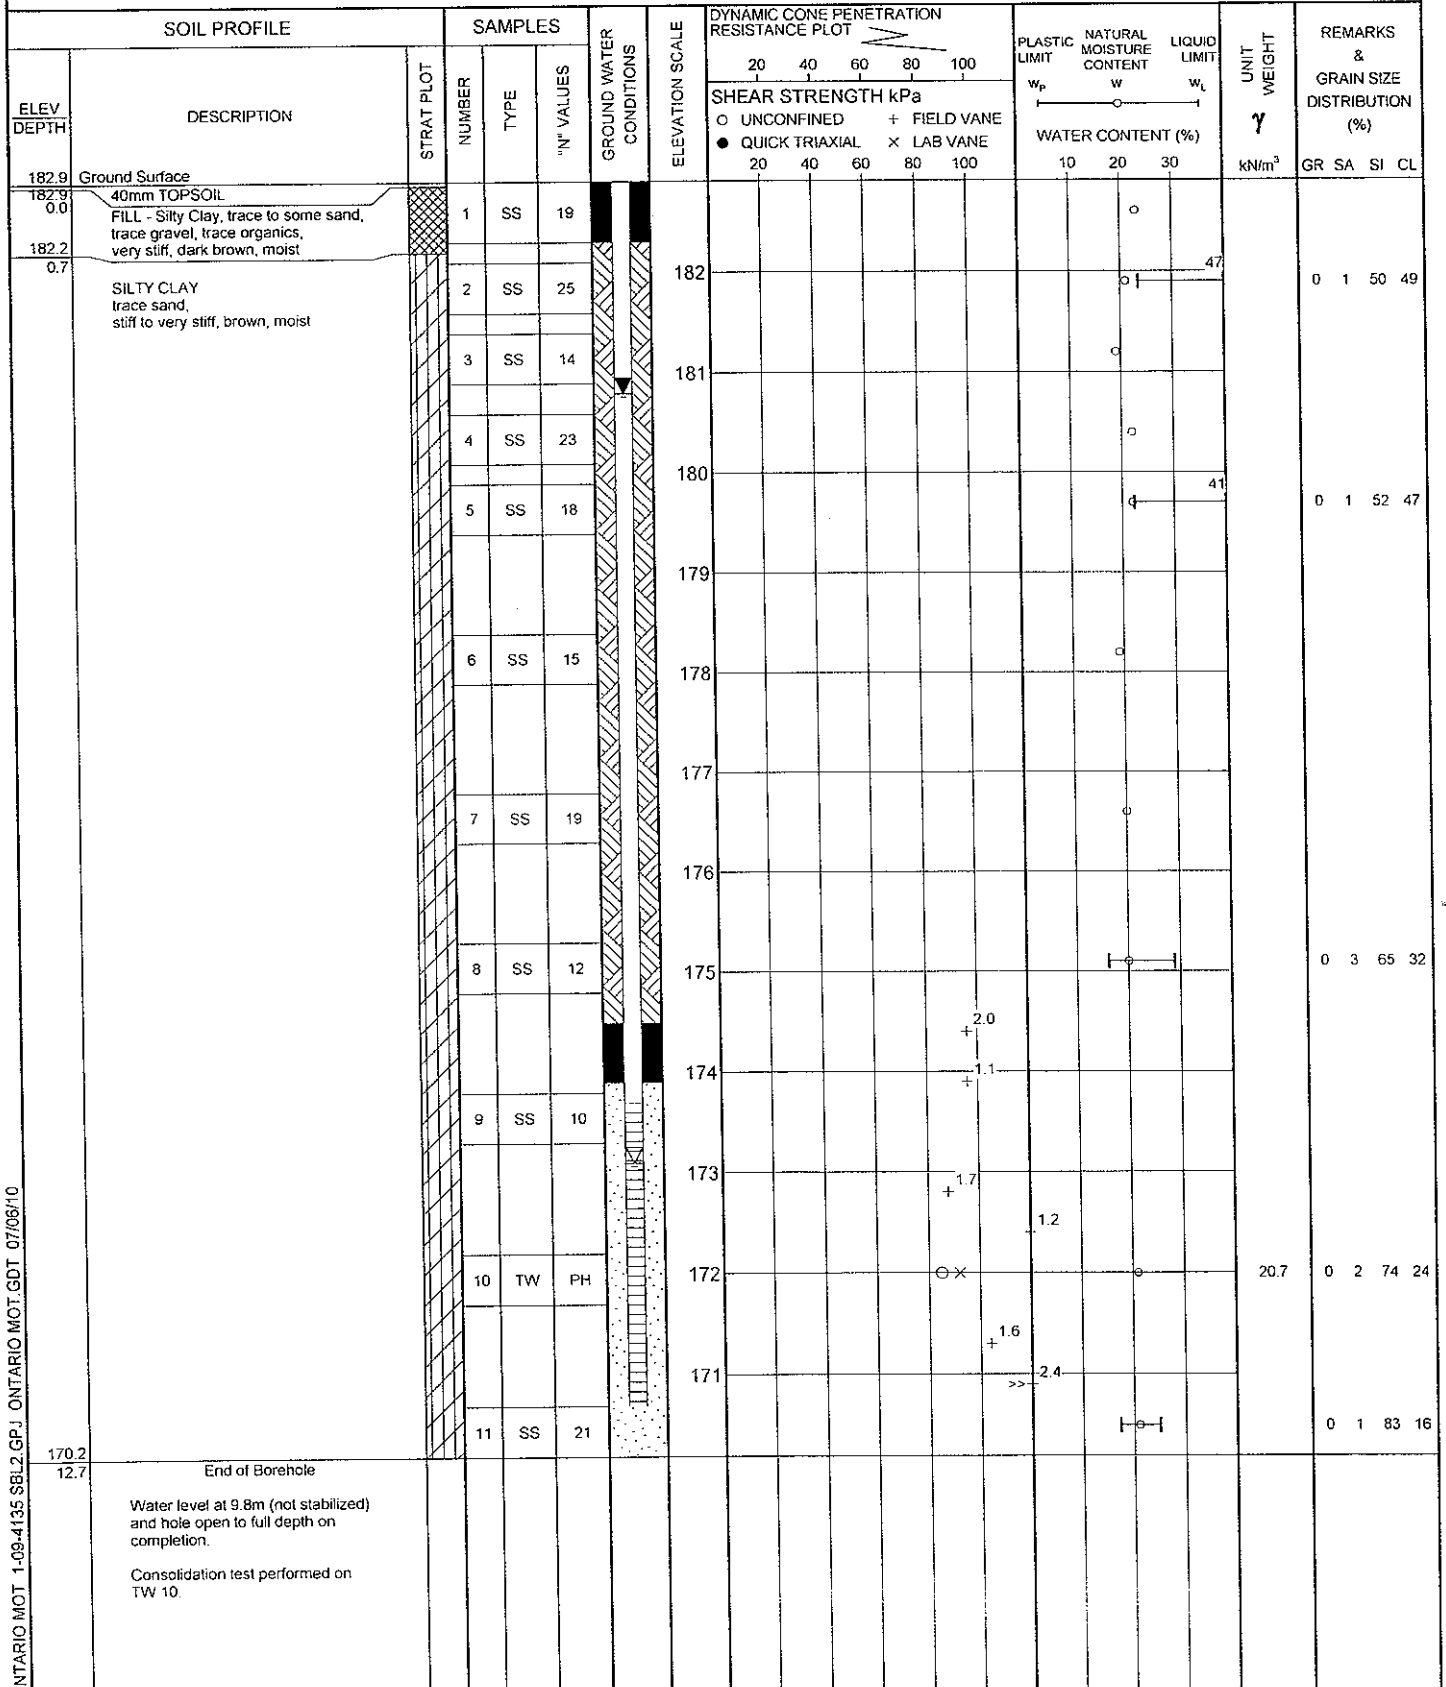 SOIL PROFILE
SAMPLES
GROUND WATER
CONDITIONS
ELEVATION SCALE
DYNAMIC CONE PENETRATION
RESISTANCE PLOT
20 40 60 80 100
SHEAR STRENGTH kPa
○ UNCONFINED + FIELD VANE
● QUICK TRIAXIAL × LAB VANE
20 40 60 80 100
PLASTIC LIMIT
NATURAL MOISTURE CONTENT
LIQUID LIMIT
wP w wL
WATER CONTENT (%)
10 20 30
UNIT WEIGHT
γ
kN/m³
REMARKS
&
GRAIN SIZE
DISTRIBUTION
(%)
GR SA SI CL
ELEV
DEPTH
DESCRIPTION
STRAT PLOT
NUMBER
TYPE
"N" VALUES
182.9 Ground Surface
182.9 40mm TOPSOIL
0.0
FILL - Silty Clay, trace to some sand,
trace gravel, trace organics,
very stiff, dark brown, moist
182.2
0.7
SILTY CLAY
trace sand,
stiff to very stiff, brown, moist
1 SS 19
2 SS 25
3 SS 14
4 SS 23
5 SS 18
6 SS 15
7 SS 19
8 SS 12
9 SS 10
10 TW PH
11 SS 21
182
181
180
179
178
177
176
175
174
173
172
171
2.0
1.1
1.7
1.2
1.6
>> 2.4
47
41
20.7
0 1 50 49
0 1 52 47
0 3 65 32
0 2 74 24
0 1 83 16
170.2
12.7
End of Borehole
Water level at 9.8m (not stabilized)
and hole open to full depth on
completion.
Consolidation test performed on
TW 10.
NTARIO MOT 1-09-4135 SBL2.GPJ ONTARIO MOT.GDT 07/06/10